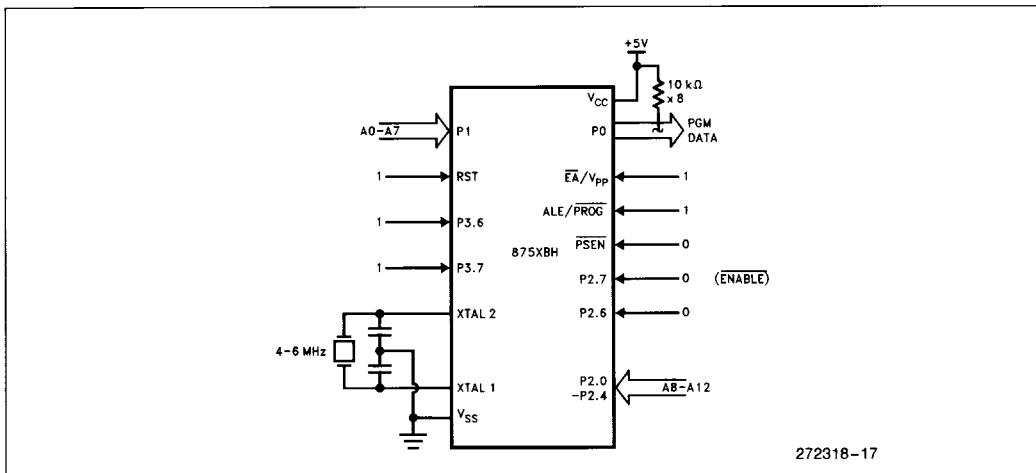 +5V
10 kΩ
x 8
VCC
A0–A7
P1
P0
PGM
DATA
1
RST
EA/VPP
1
ALE/PROG
1
1
P3.6
875XBH
PSEN
0
1
P3.7
P2.7
0
(ENABLE)
XTAL 2
P2.6
0
4–6 MHz
XTAL 1
P2.0
–P2.4
A8–A12
VSS
272318–17